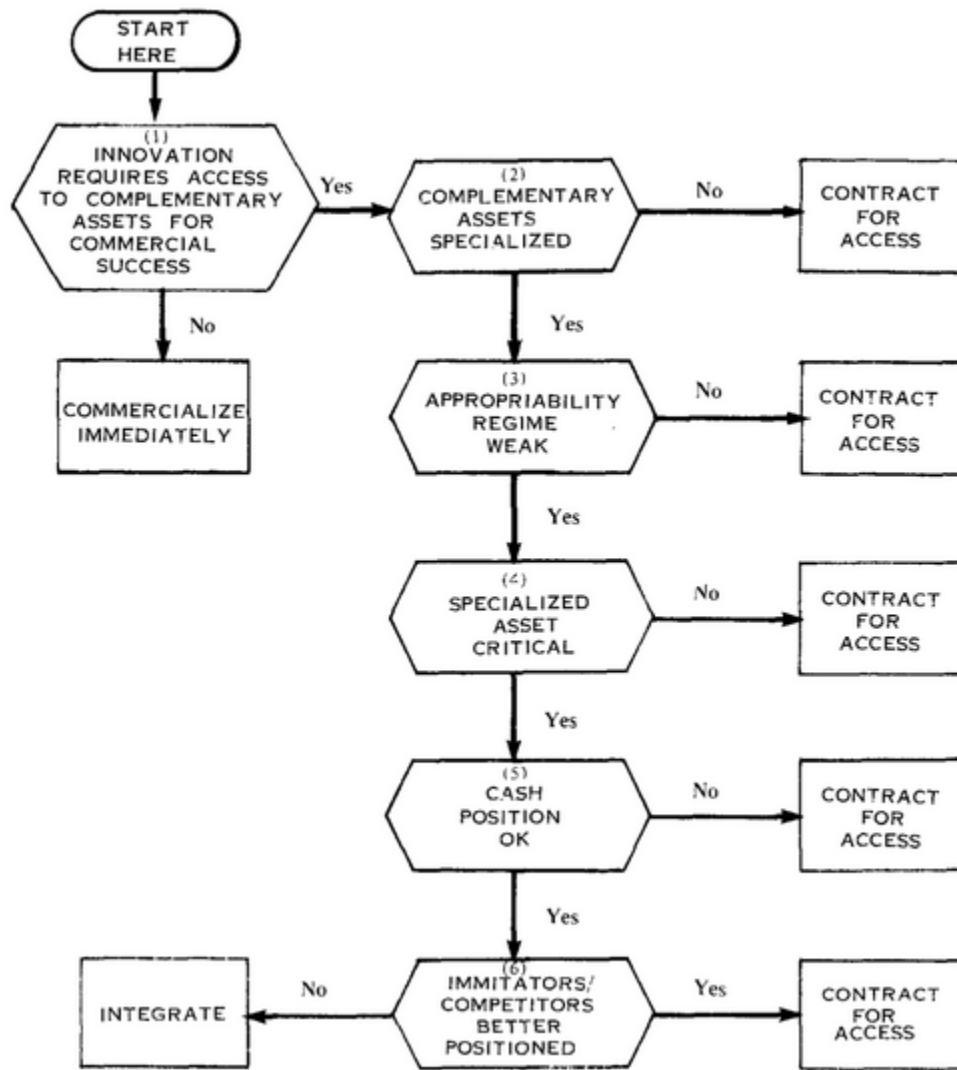 START
HERE
(1)
INNOVATION
REQUIRES ACCESS
TO COMPLEMENTARY
ASSETS FOR
COMMERCIAL
SUCCESS
Yes
(2)
COMPLEMENTARY
ASSETS
SPECIALIZED
No
CONTRACT
FOR
ACCESS
No
COMMERCIALIZE
IMMEDIATELY
Yes
(3)
APPROPRIABILITY
REGIME
WEAK
No
CONTRACT
FOR
ACCESS
Yes
(4)
SPECIALIZED
ASSET
CRITICAL
No
CONTRACT
FOR
ACCESS
Yes
(5)
CASH
POSITION
OK
No
CONTRACT
FOR
ACCESS
Yes
(6)
IMMITATORS/
COMPETITORS
BETTER
POSITIONED
No
INTEGRATE
Yes
CONTRACT
FOR
ACCESS